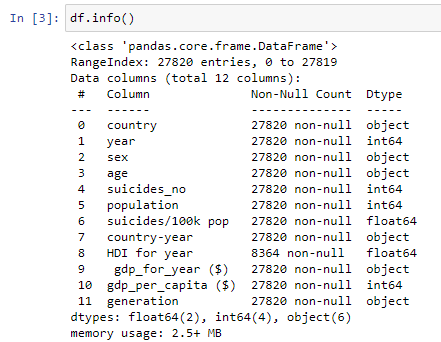 In [3]: df.info()
<class 'pandas.core.frame.DataFrame'>
RangeIndex: 27820 entries, 0 to 27819
Data columns (total 12 columns):
 #   Column              Non-Null Count  Dtype
---  ------              --------------  -----
 0   country             27820 non-null  object
 1   year                27820 non-null  int64
 2   sex                 27820 non-null  object
 3   age                 27820 non-null  object
 4   suicides_no         27820 non-null  int64
 5   population          27820 non-null  int64
 6   suicides/100k pop   27820 non-null  float64
 7   country-year        27820 non-null  object
 8   HDI for year        8364 non-null   float64
 9    gdp_for_year ($)   27820 non-null  object
 10  gdp_per_capita ($)  27820 non-null  int64
 11  generation          27820 non-null  object
dtypes: float64(2), int64(4), object(6)
memory usage: 2.5+ MB